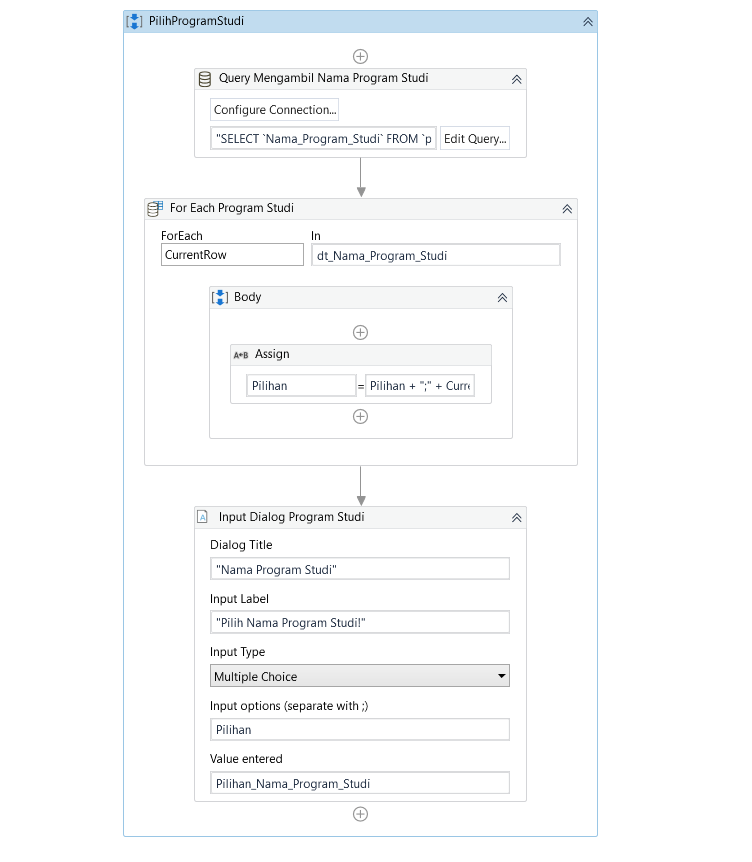 PilihProgramStudi
Query Mengambil Nama Program Studi
Configure Connection...
"SELECT `Nama_Program_Studi` FROM `p
Edit Query...
For Each Program Studi
ForEach In
CurrentRow dt_Nama_Program_Studi
Body
A+B Assign
Pilihan = Pilihan + ";" + Curre
Input Dialog Program Studi
Dialog Title
"Nama Program Studi"
Input Label
"Pilih Nama Program Studi!"
Input Type
Multiple Choice
Input options (separate with ;)
Pilihan
Value entered
Pilihan_Nama_Program_Studi